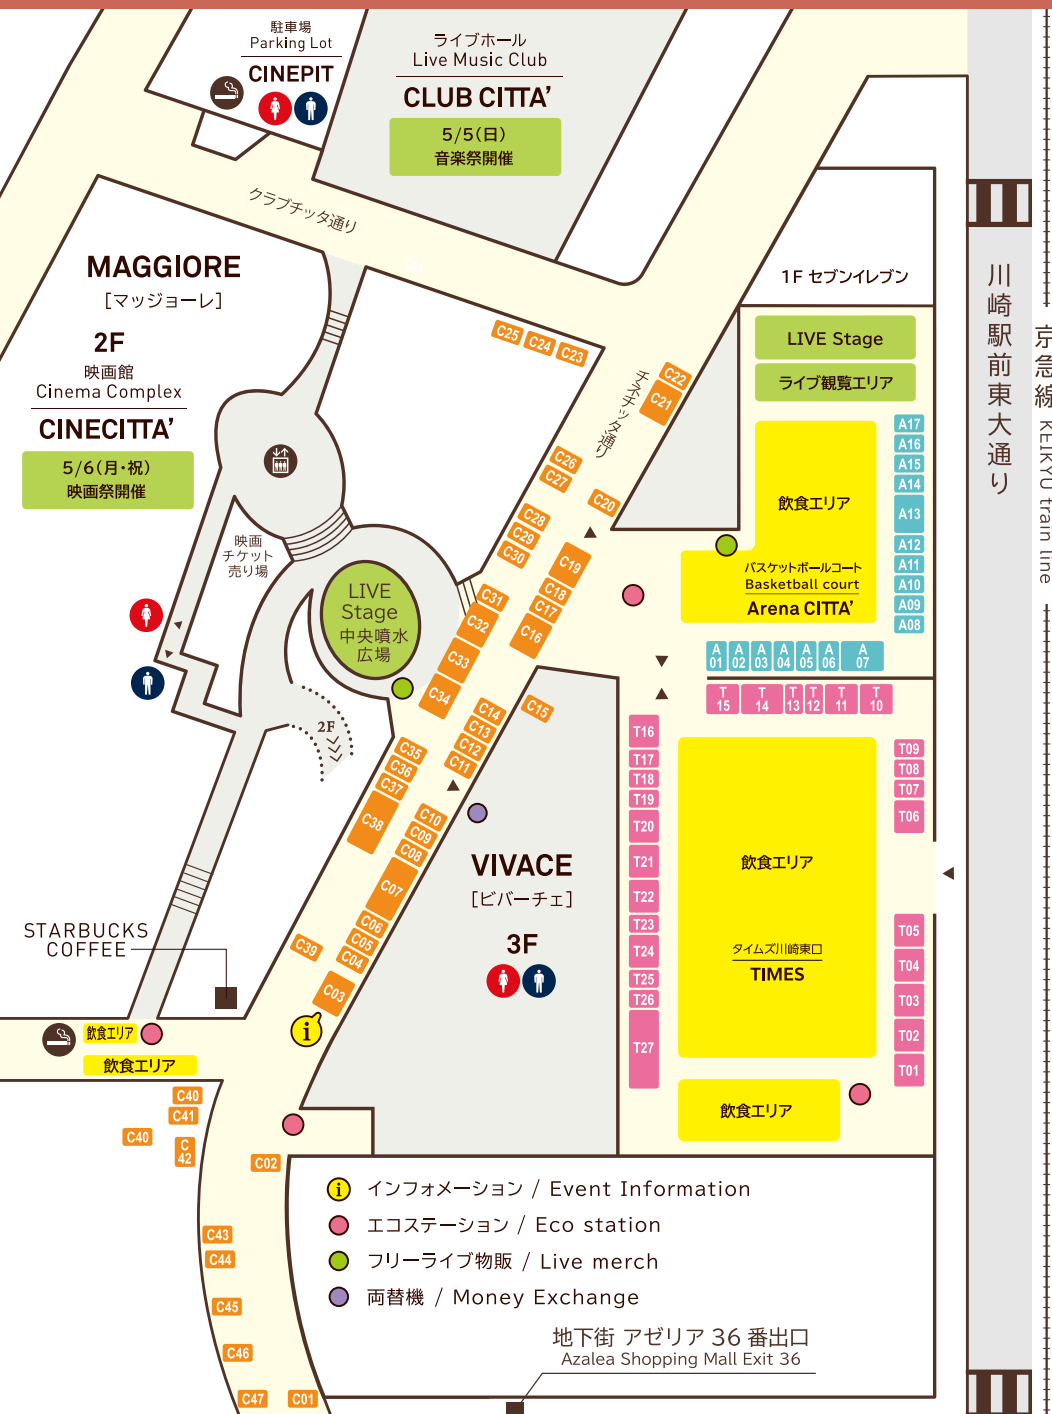 駐車場
Parking Lot
CINEPIT
ライブホール
Live Music Club
CLUB CITTA’
5/5(日)
音楽祭開催
クラブチッタ通り
MAGGIORE
[マッジョーレ]
2F
映画館
Cinema Complex
CINECITTA’
5/6(月・祝)
映画祭開催
1F セブンイレブン
川崎駅前東大通り
京急線 KEIKYU train line
LIVE Stage
ライブ観覧エリア
チネチッタ通り
C25
C24
C23
C22
C21
C26
C27
C20
C28
C29
C30
C19
C18
C17
C16
C31
C32
C33
C34
飲食エリア
バスケットボールコート
Basketball court
Arena CITTA’
A17
A16
A15
A14
A13
A12
A11
A10
A09
A08
A
01
A
02
A
03
A
04
A
05
A
06
A
07
映画
チケット
売り場
LIVE
Stage
中央噴水
広場
2F
T
15
T
14
T
13
T
12
T
11
T
10
C15
C14
C13
C12
C11
C35
C36
C37
C38
C10
C09
C08
C07
C06
C05
C04
C03
C39
T16
T17
T18
T19
T20
T21
T22
T23
T24
T25
T26
T27
T09
T08
T07
T06
T05
T04
T03
T02
T01
飲食エリア
タイムズ川崎東口
TIMES
飲食エリア
VIVACE
[ビバーチェ]
3F
STARBUCKS
COFFEE
i
飲食エリア
飲食エリア
C40
C41
C40
C
42
C02
C43
C44
C45
C46
C47
C01
i インフォメーション / Event Information
エコステーション / Eco station
フリーライブ物販 / Live merch
両替機 / Money Exchange
地下街 アゼリア 36 番出口
Azalea Shopping Mall Exit 36